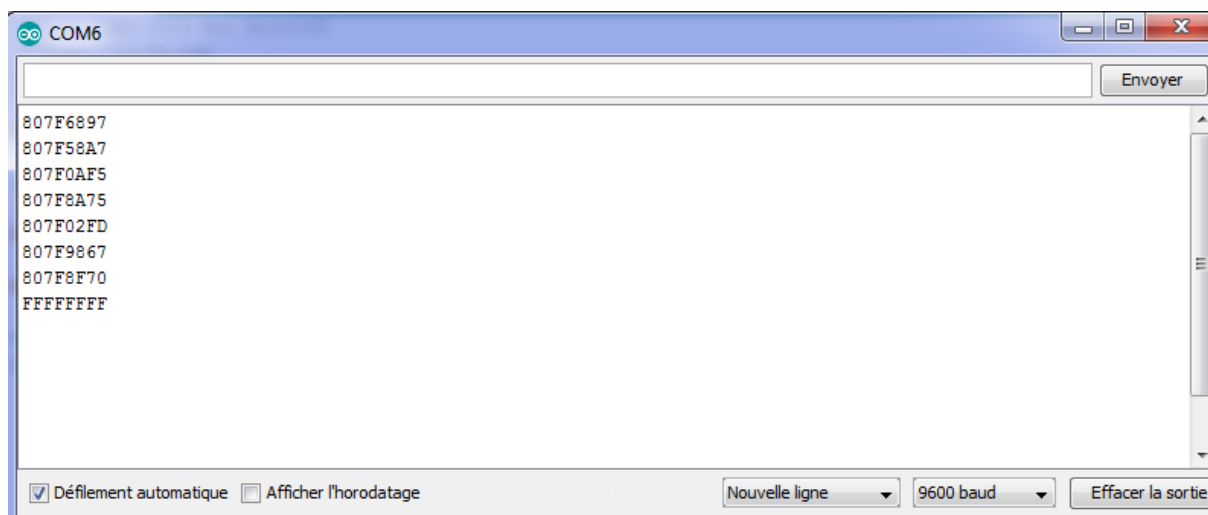 COM6
Envoyer
807F6897
807F58A7
807F0AF5
807F8A75
807F02FD
807F9867
807F8F70
FFFFFFFF
Défilement automatique Afficher l'horodatage Nouvelle ligne 9600 baud Effacer la sortie